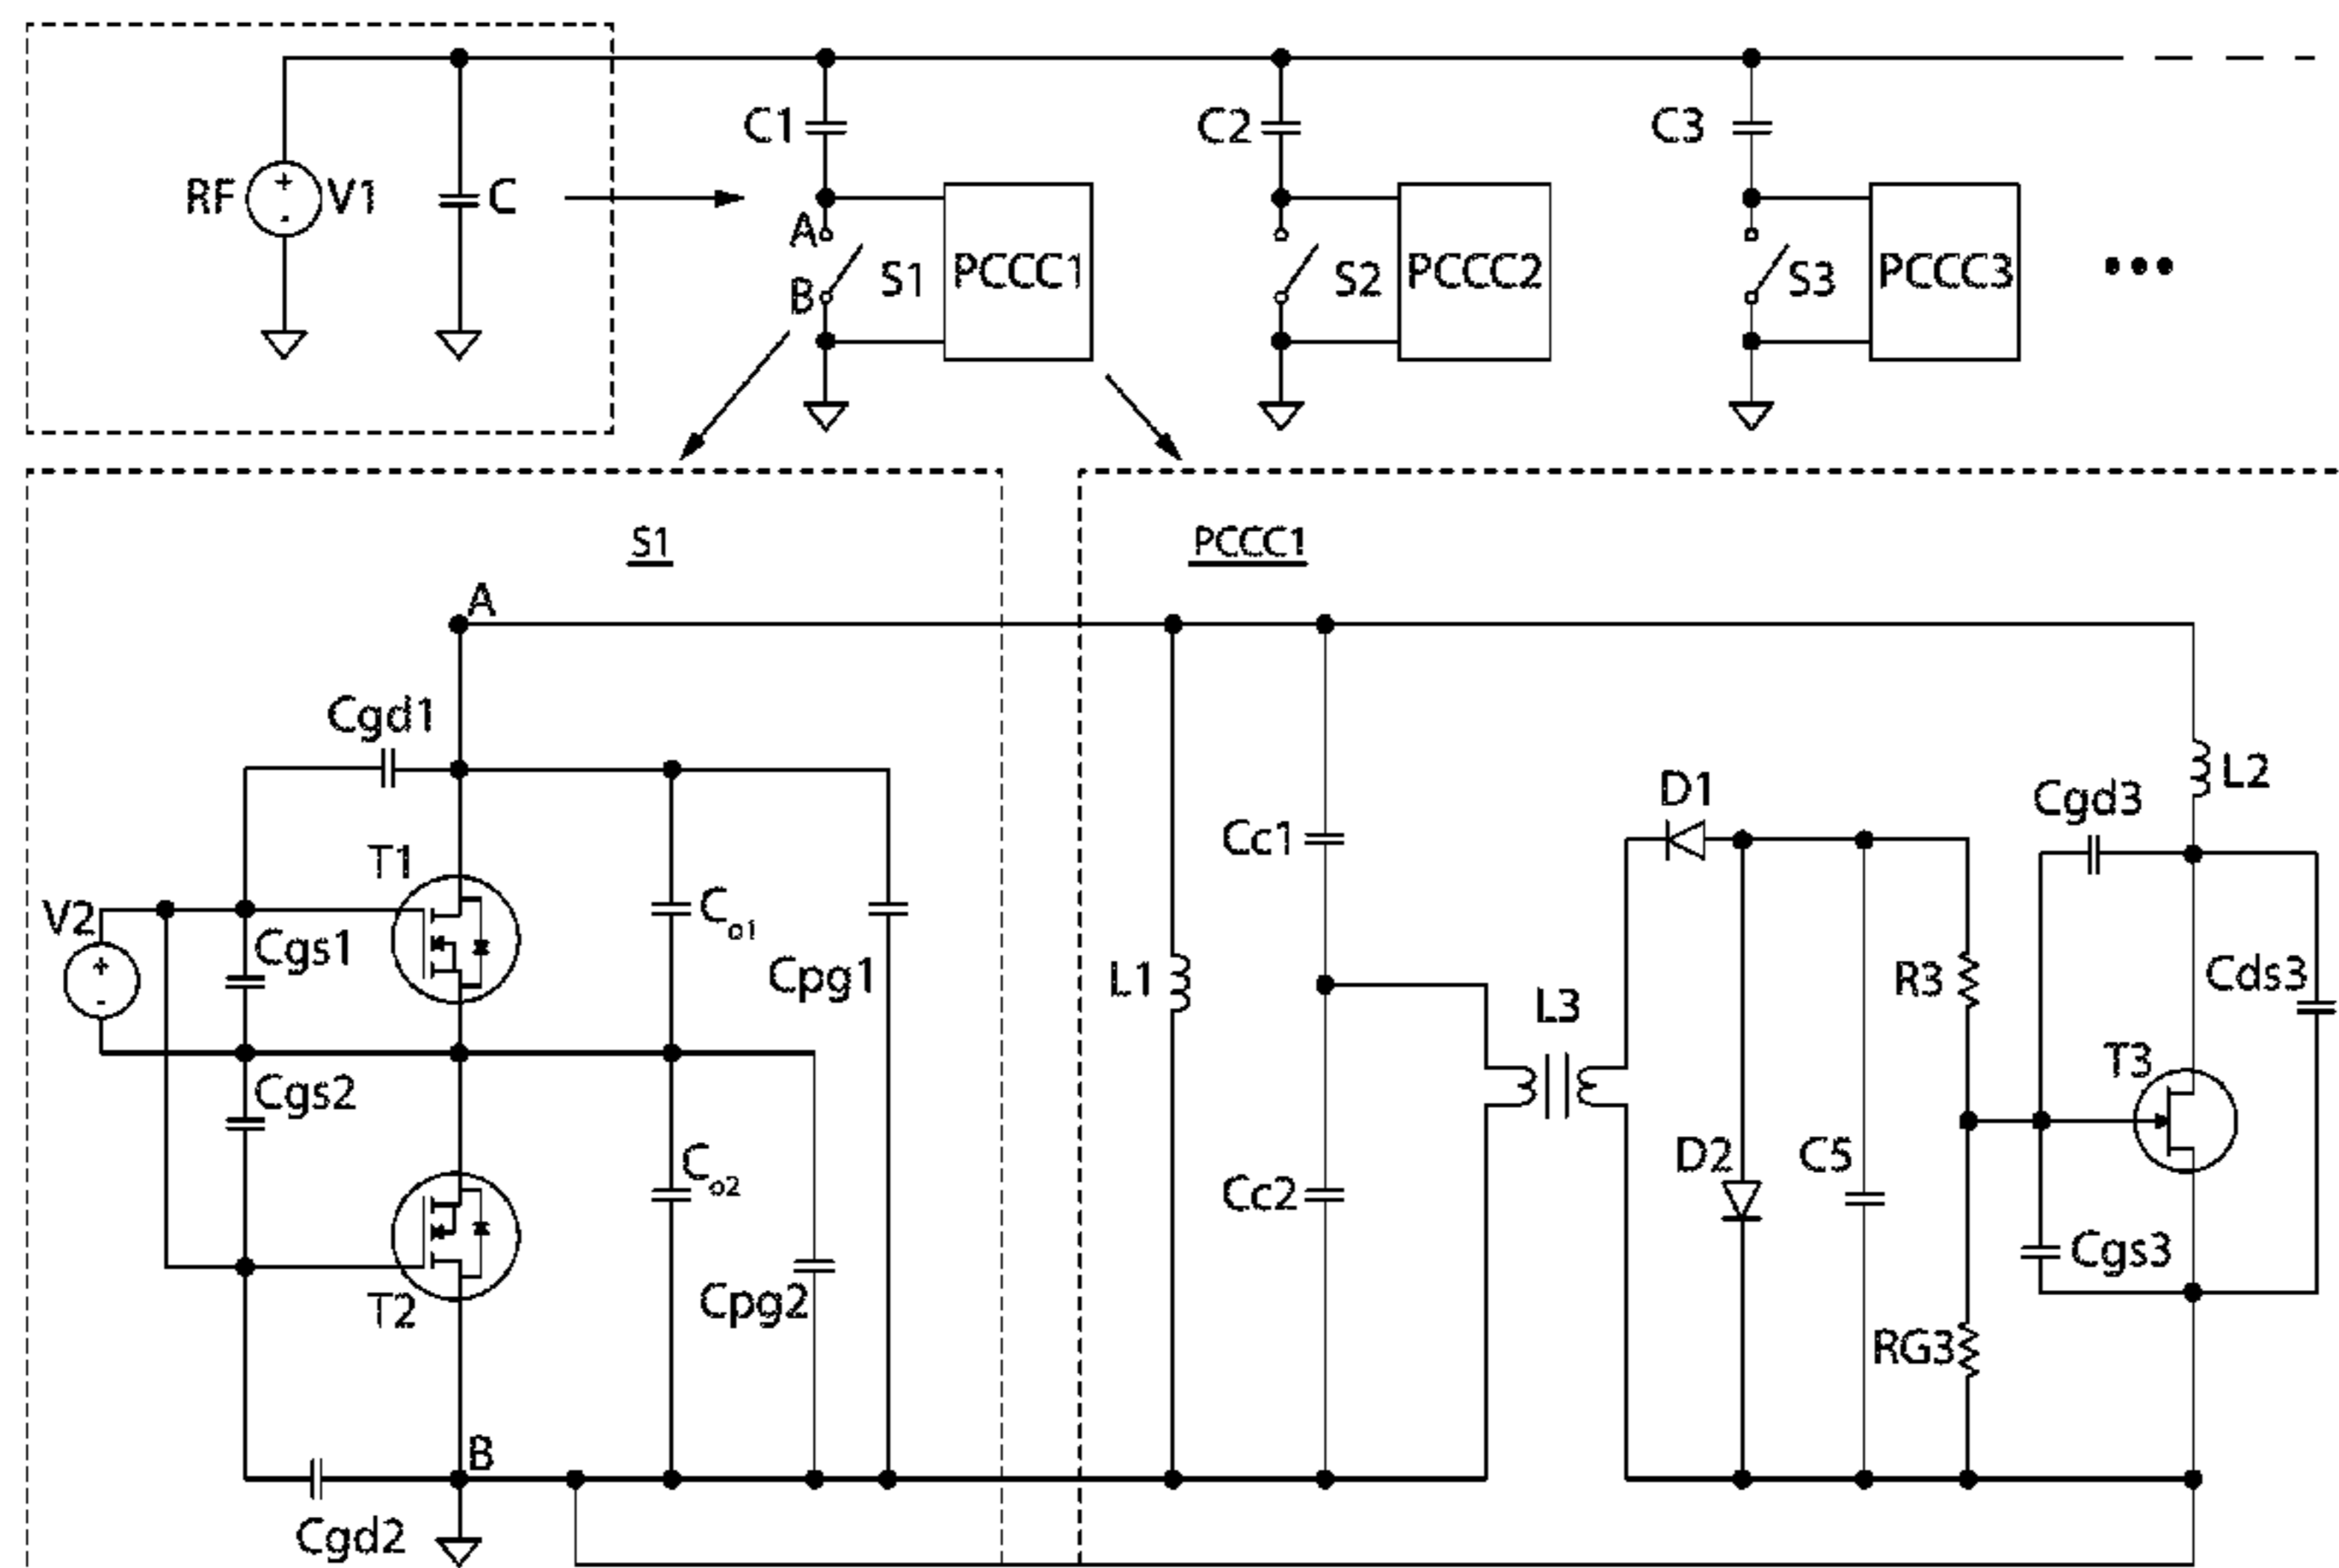 C1
C2
C3
RF
+
-
V1
C
A
B
S1
PCCC1
S2
PCCC2
S3
PCCC3
•••
S1
PCCC1
A
Cgd1
T1
V2
+
-
Cgs1
Co1
Cpg1
Cgs2
T2
Co2
Cpg2
B
Cgd2
L1
Cc1
Cc2
L3
D1
D2
C5
R3
RG3
L2
Cgd3
Cds3
T3
Cgs3